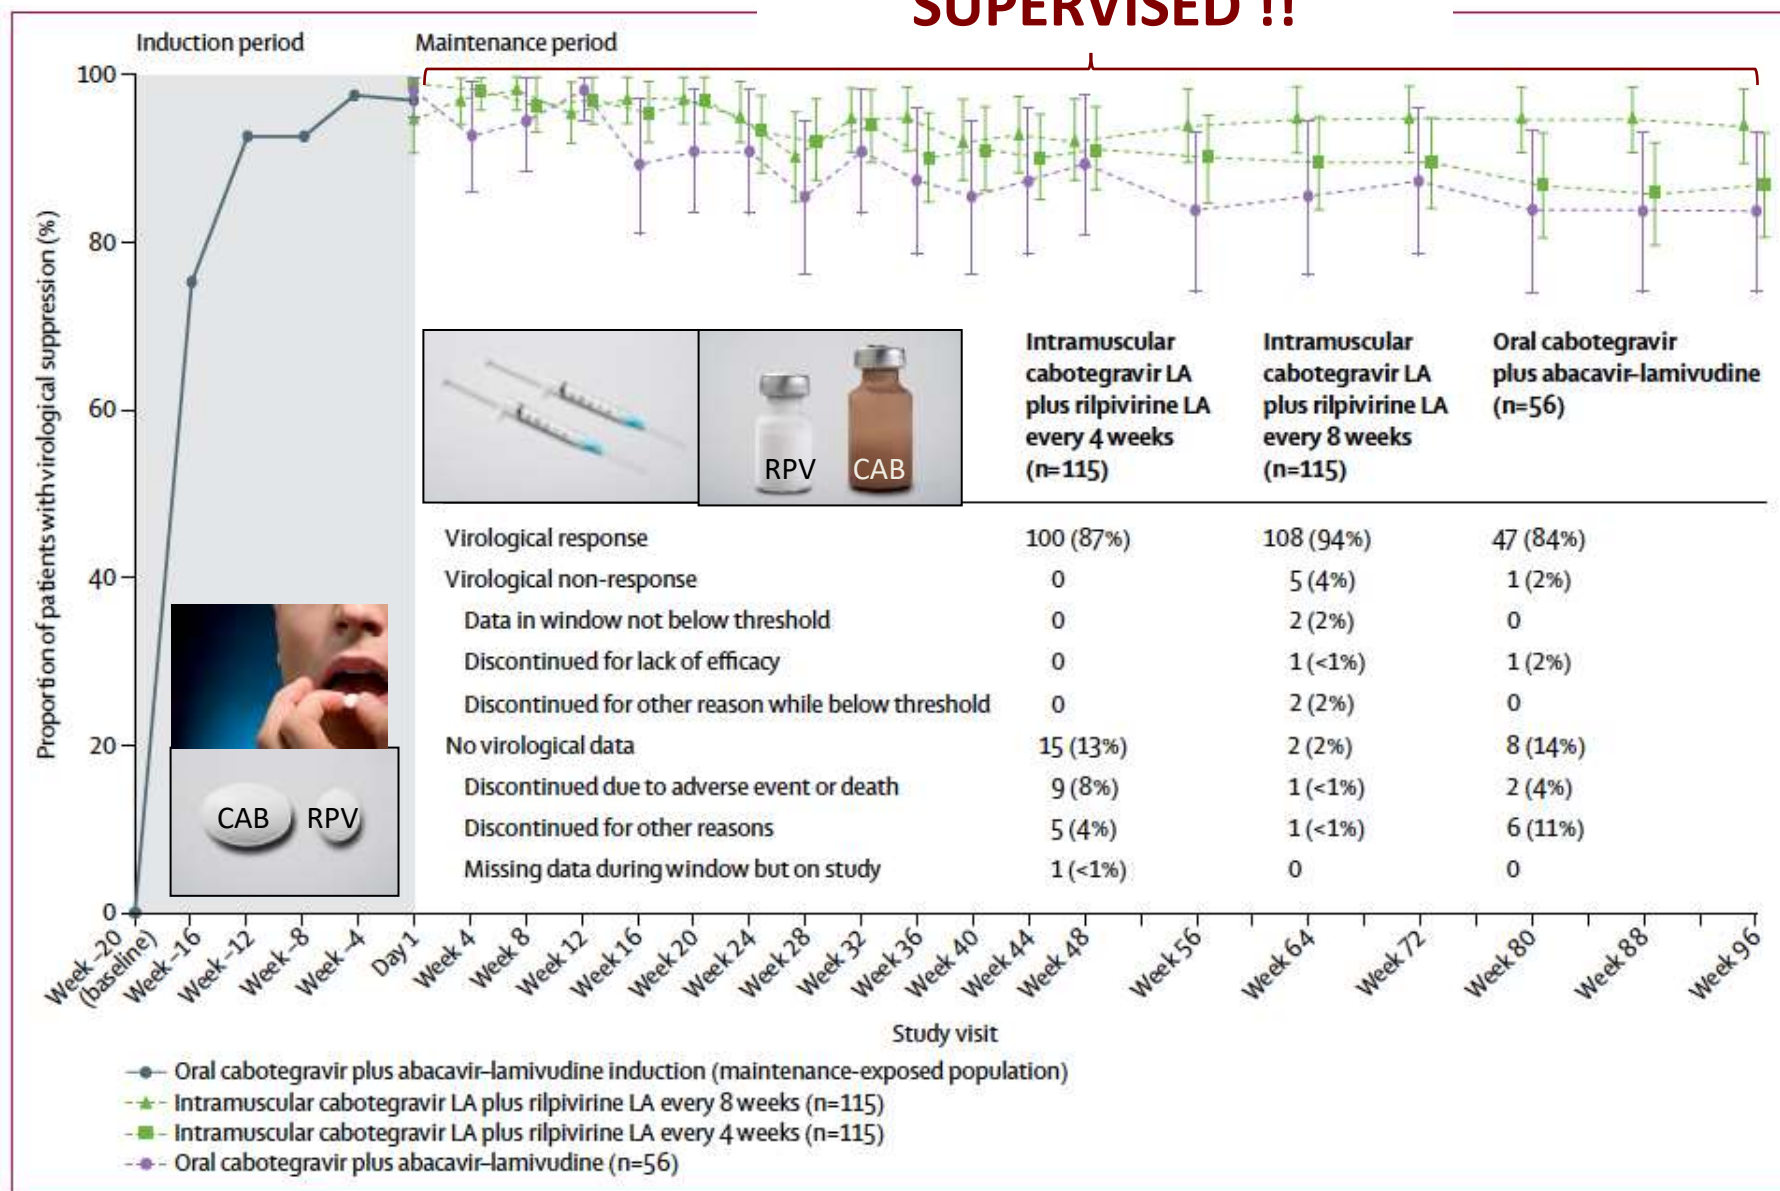 SUPERVISED !!
Induction period
Maintenance period
Proportion of patients with virological suppression (%)
100
80
60
40
20
0
RPV
CAB
CAB
RPV
Intramuscular
cabotegravir LA
plus rilpivirine LA
every 4 weeks
(n=115)
Intramuscular
cabotegravir LA
plus rilpivirine LA
every 8 weeks
(n=115)
Oral cabotegravir
plus abacavir-lamivudine
(n=56)
Virological response 100 (87%) 108 (94%) 47 (84%)
Virological non-response 0 5 (4%) 1 (2%)
Data in window not below threshold 0 2 (2%) 0
Discontinued for lack of efficacy 0 1 (<1%) 1 (2%)
Discontinued for other reason while below threshold 0 2 (2%) 0
No virological data 15 (13%) 2 (2%) 8 (14%)
Discontinued due to adverse event or death 9 (8%) 1 (<1%) 2 (4%)
Discontinued for other reasons 5 (4%) 1 (<1%) 6 (11%)
Missing data during window but on study 1 (<1%) 0 0
Week –20
(baseline)
Week –16
Week –12
Week –8
Week –4
Day 1
Week 4
Week 8
Week 12
Week 16
Week 20
Week 24
Week 28
Week 32
Week 36
Week 40
Week 44
Week 48
Week 56
Week 64
Week 72
Week 80
Week 88
Week 96
Study visit
Oral cabotegravir plus abacavir–lamivudine induction (maintenance-exposed population)
Intramuscular cabotegravir LA plus rilpivirine LA every 8 weeks (n=115)
Intramuscular cabotegravir LA plus rilpivirine LA every 4 weeks (n=115)
Oral cabotegravir plus abacavir–lamivudine (n=56)